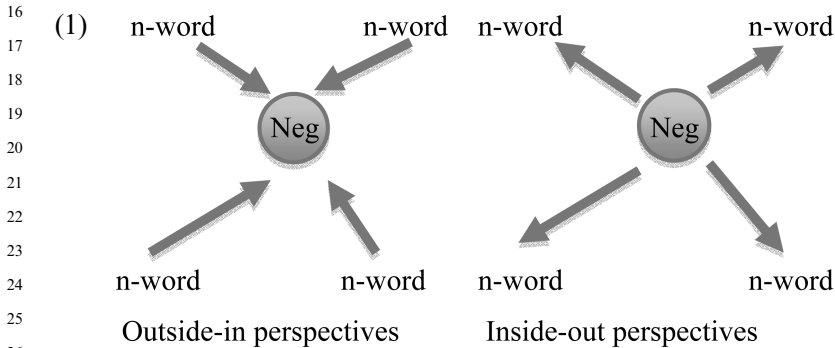 16
17
18
19
20
21
22
23
24
25
(1) n-word n-word n-word n-word
Neg Neg
n-word n-word n-word n-word
Outside-in perspectives Inside-out perspectives